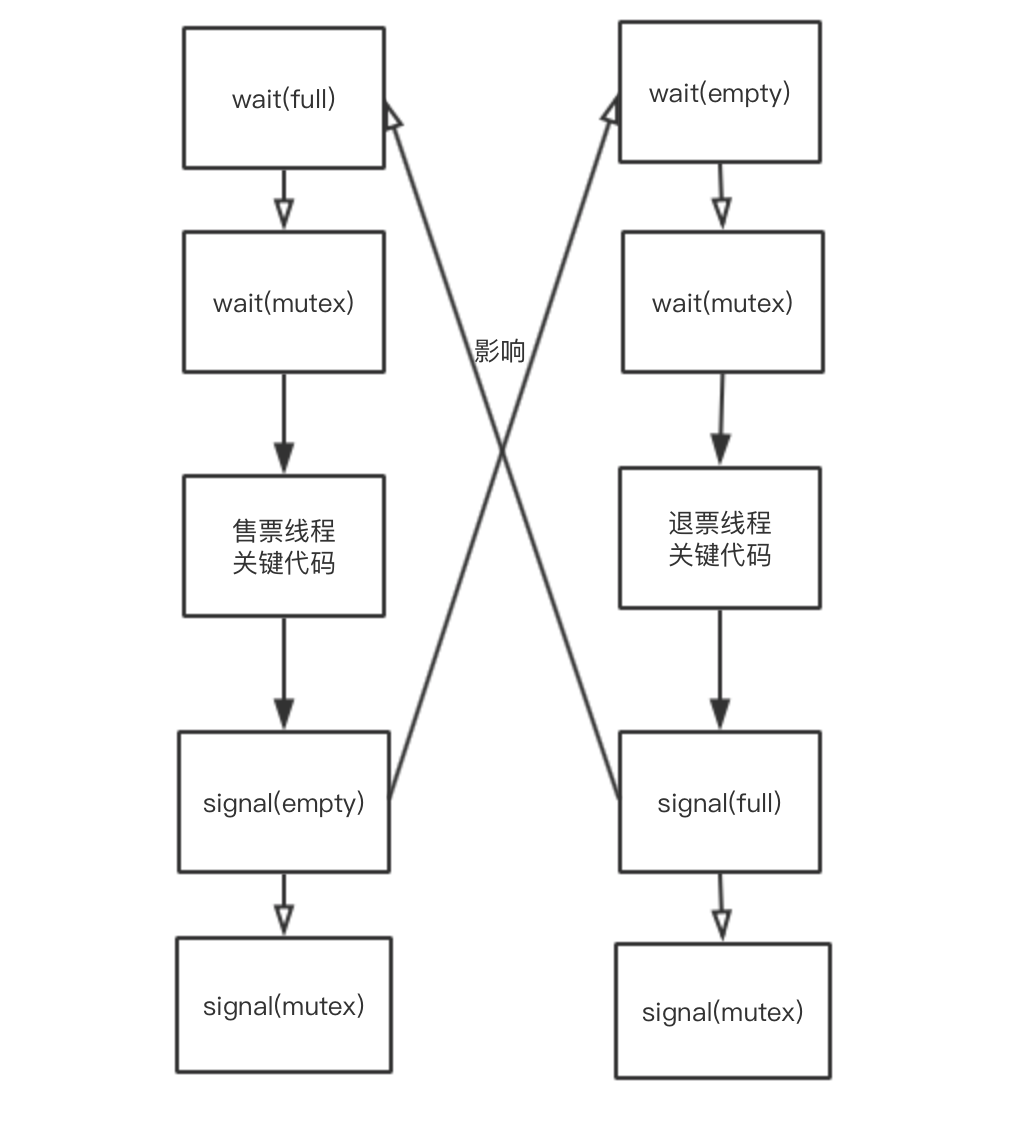 wait(full)
wait(empty)
wait(mutex)
wait(mutex)
影响
售票线程
关键代码
退票线程
关键代码
signal(empty)
signal(full)
signal(mutex)
signal(mutex)